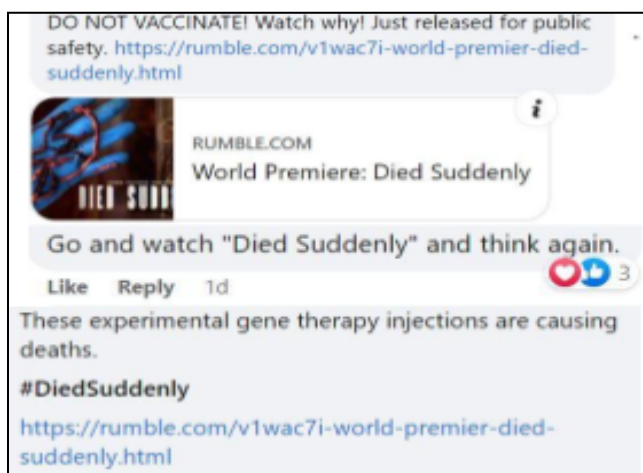 DO NOT VACCINATE! Watch why! Just released for public
safety. https://rumble.com/v1wac7i-world-premier-died-
suddenly.html
i
RUMBLE.COM
World Premiere: Died Suddenly
DIED SUDD
Go and watch "Died Suddenly" and think again.
3
Like Reply 1d
These experimental gene therapy injections are causing
deaths.
#DiedSuddenly
https://rumble.com/v1wac7i-world-premier-died-
suddenly.html